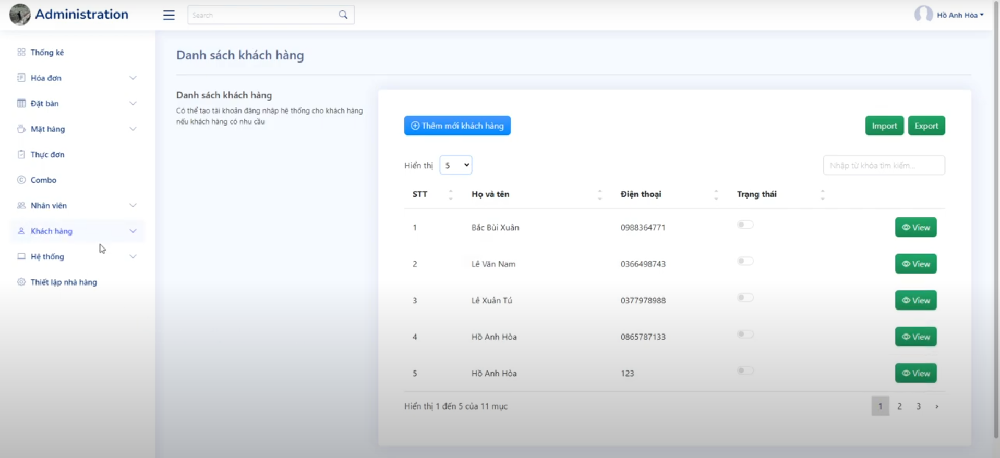 Administration
Search
Hồ Anh Hòa
Thống kê
Hóa đơn
Đặt bàn
Mặt hàng
Thực đơn
Combo
Nhân viên
Khách hàng
Hệ thống
Thiết lập nhà hàng
Danh sách khách hàng
Danh sách khách hàng
Có thể tạo tài khoản đăng nhập hệ thống cho khách hàng
nếu khách hàng có nhu cầu
Thêm mới khách hàng
Import Export
Hiển thị 5
Nhập từ khóa tìm kiếm...
STT Họ và tên Điện thoại Trạng thái
1 Bắc Bùi Xuân 0988364771 View
2 Lê Văn Nam 0366498743 View
3 Lê Xuân Tú 0377978988 View
4 Hồ Anh Hòa 0865787133 View
5 Hồ Anh Hòa 123 View
Hiển thị 1 đến 5 của 11 mục
1 2 3 ›